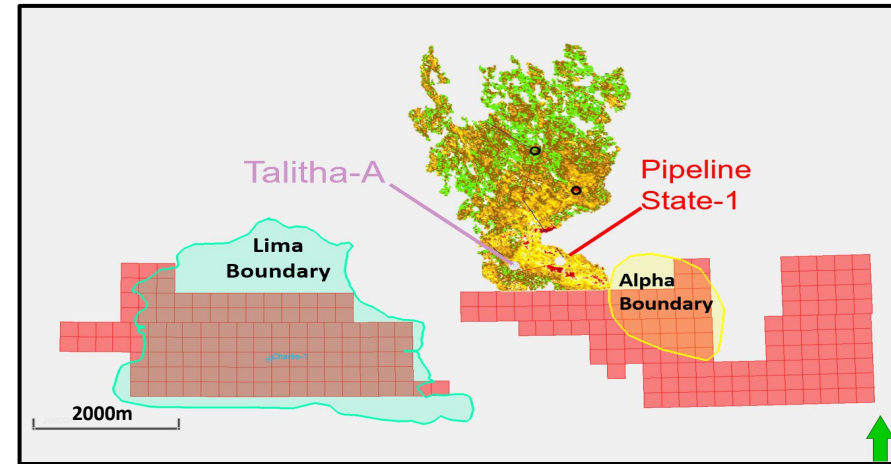 Talitha-A
Pipeline
State-1
Lima
Boundary
Alpha
Boundary
2000m